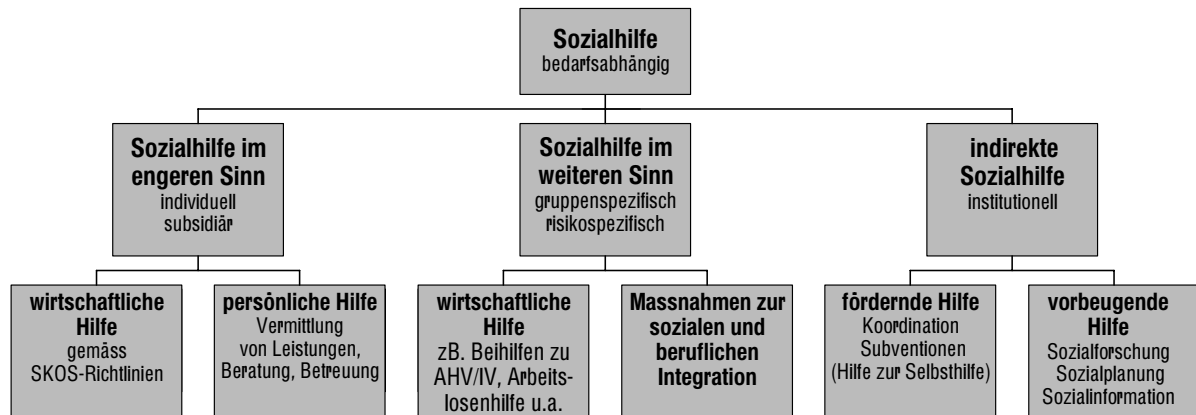 Sozialhilfe
bedarfsabhängig
Sozialhilfe im
engeren Sinn
individuell
subsidiär
Sozialhilfe im
weiteren Sinn
gruppenspezifisch
risikospezifisch
indirekte
Sozialhilfe
institutionell
wirtschaftliche
Hilfe
gemäss
SKOS-Richtlinien
persönliche Hilfe
Vermittlung
von Leistungen,
Beratung, Betreuung
wirtschaftliche
Hilfe
zB. Beihilfen zu
AHV/IV, Arbeits-
losenhilfe u.a.
Massnahmen zur
sozialen und
beruflichen
Integration
fördernde Hilfe
Koordination
Subventionen
(Hilfe zur Selbsthilfe)
vorbeugende
Hilfe
Sozialforschung
Sozialplanung
Sozialinformation